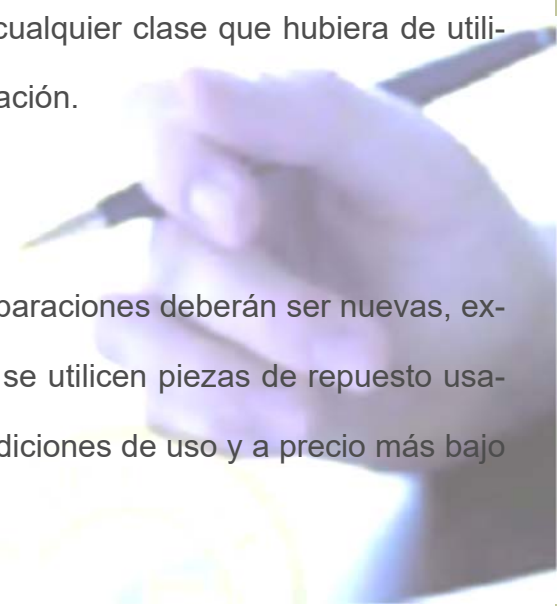 cualquier clase que hubiera de utili-
ación.
paraciones deberán ser nuevas, ex-
se utilicen piezas de repuesto usa-
diciones de uso y a precio más bajo